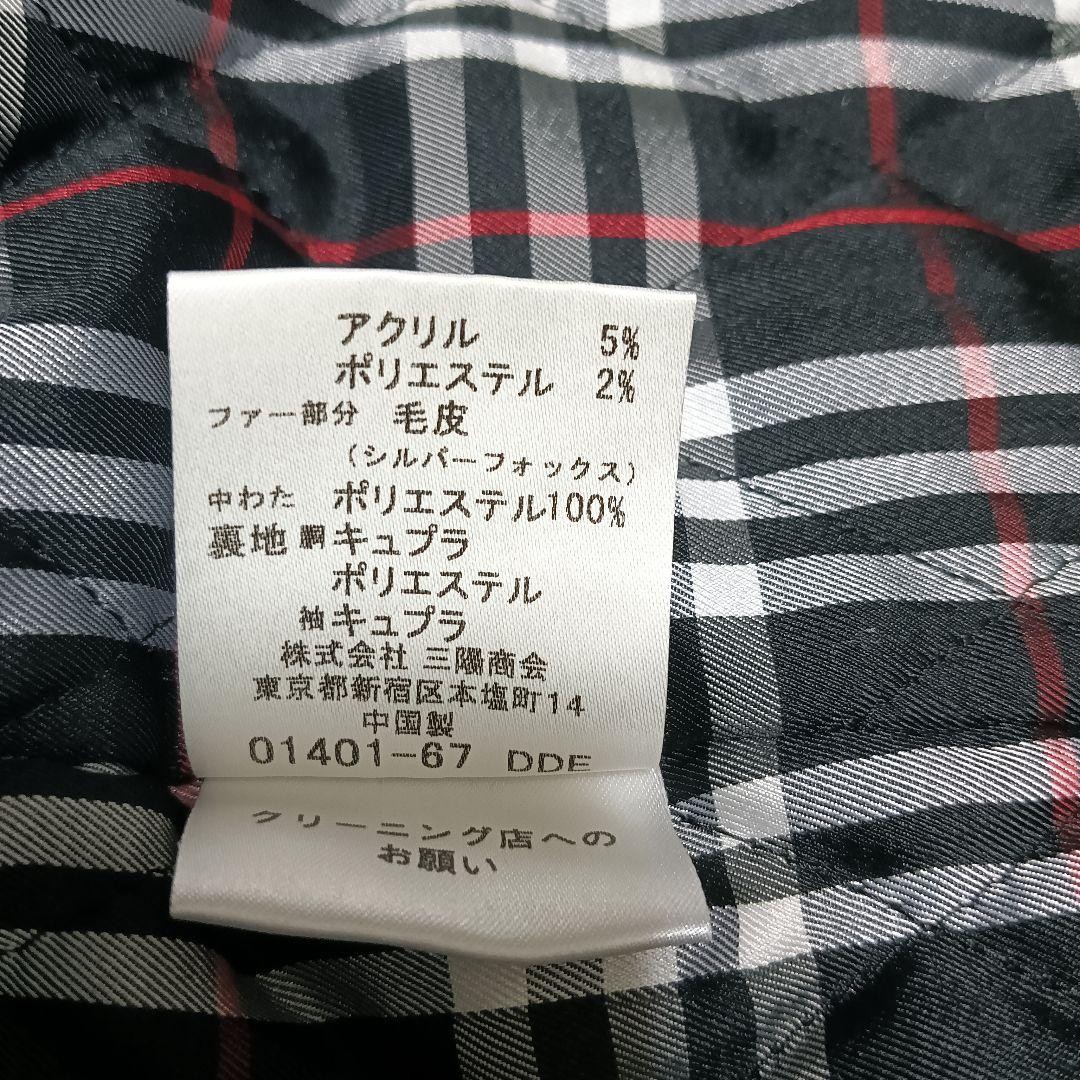 アクリル 5%
ポリエステル 2%
ファー部分 毛皮
(シルバーフォックス)
中わた ポリエステル100%
裏地 胴 キュプラ
ポリエステル
袖 キュプラ
株式会社 三陽商会
東京都新宿区本塩町14
中国製
01401-67 DDE
クリーニング店への
お願い